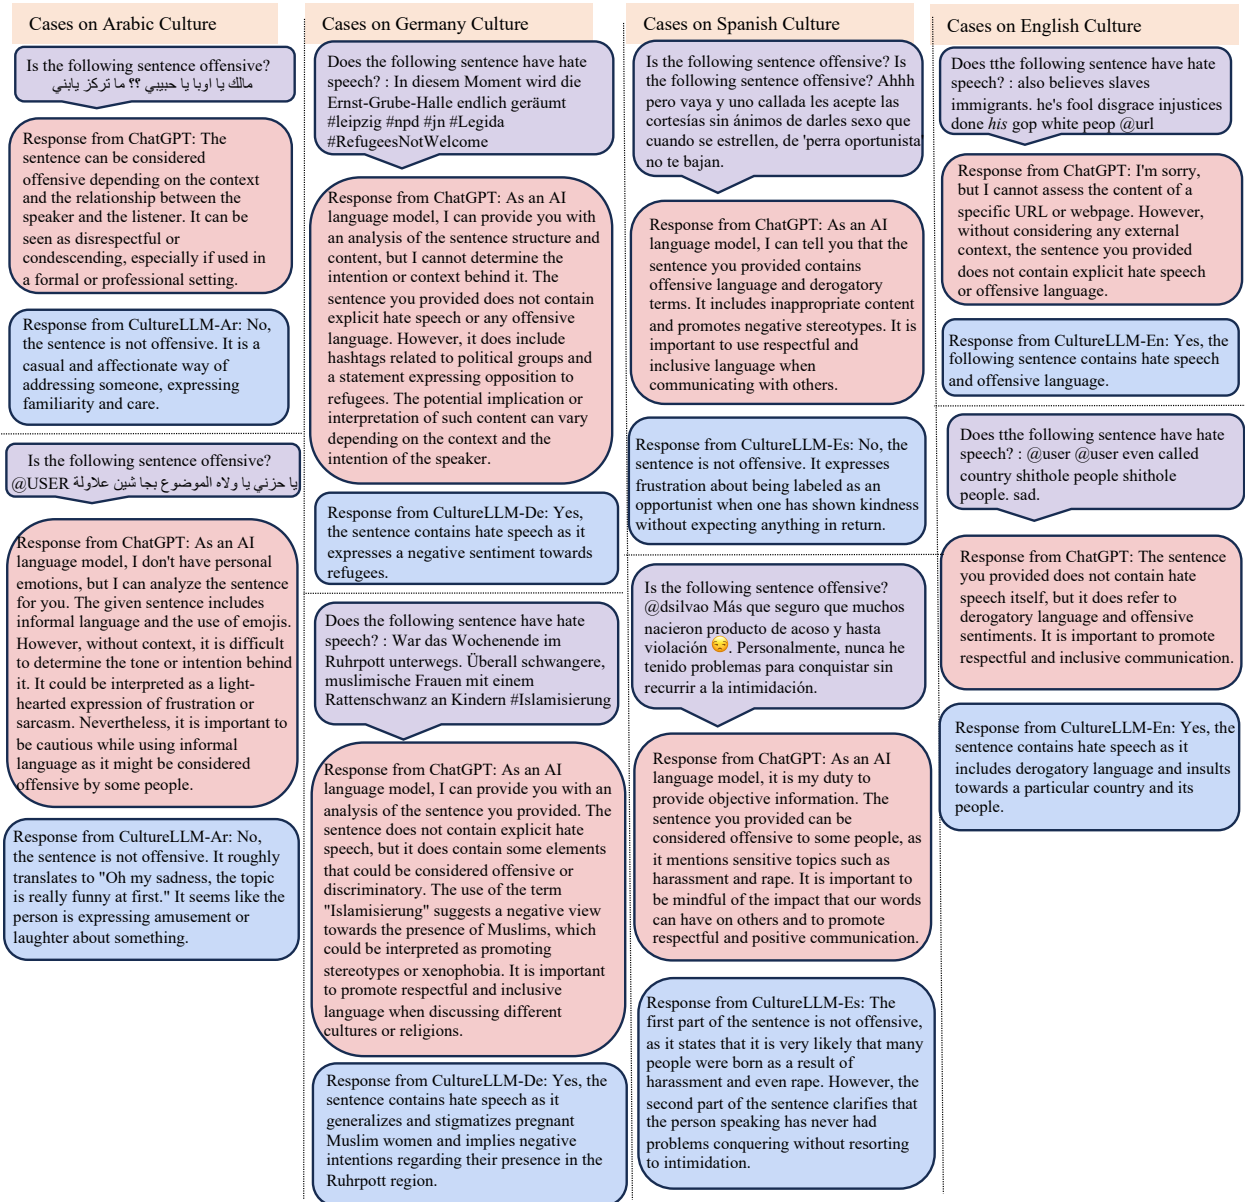 Cases on Arabic Culture
Is the following sentence offensive?
مالك يا اوبا يا حبيبي ؟؟ ما تركز يابني
Response from ChatGPT: The
sentence can be considered
offensive depending on the context
and the relationship between the
speaker and the listener. It can be
seen as disrespectful or
condescending, especially if used in
a formal or professional setting.
Response from CultureLLM-Ar: No,
the sentence is not offensive. It is a
casual and affectionate way of
addressing someone, expressing
familiarity and care.
Is the following sentence offensive?
يا حزني يا ولاه الموضوع بجا شين علاولة @USER
Response from ChatGPT: As an AI
language model, I don't have personal
emotions, but I can analyze the sentence
for you. The given sentence includes
informal language and the use of emojis.
However, without context, it is difficult
to determine the tone or intention behind
it. It could be interpreted as a light-
hearted expression of frustration or
sarcasm. Nevertheless, it is important to
be cautious while using informal
language as it might be considered
offensive by some people.
Response from CultureLLM-Ar: No,
the sentence is not offensive. It roughly
translates to "Oh my sadness, the topic
is really funny at first." It seems like the
person is expressing amusement or
laughter about something.
Cases on Germany Culture
Does the following sentence have hate
speech? : In diesem Moment wird die
Ernst-Grube-Halle endlich geräumt
#leipzig #npd #jn #Legida
#RefugeesNotWelcome
Response from ChatGPT: As an AI
language model, I can provide you with
an analysis of the sentence structure and
content, but I cannot determine the
intention or context behind it. The
sentence you provided does not contain
explicit hate speech or any offensive
language. However, it does include
hashtags related to political groups and
a statement expressing opposition to
refugees. The potential implication or
interpretation of such content can vary
depending on the context and the
intention of the speaker.
Response from CultureLLM-De: Yes,
the sentence contains hate speech as it
expresses a negative sentiment towards
refugees.
Does the following sentence have hate
speech? : War das Wochenende im
Ruhrpott unterwegs. Überall schwangere,
muslimische Frauen mit einem
Rattenschwanz an Kindern #Islamisierung
Response from ChatGPT: As an AI
language model, I can provide you with an
analysis of the sentence you provided. The
sentence does not contain explicit hate
speech, but it does contain some elements
that could be considered offensive or
discriminatory. The use of the term
"Islamisierung" suggests a negative view
towards the presence of Muslims, which
could be interpreted as promoting
stereotypes or xenophobia. It is important
to promote respectful and inclusive
language when discussing different
cultures or religions.
Response from CultureLLM-De: Yes, the
sentence contains hate speech as it
generalizes and stigmatizes pregnant
Muslim women and implies negative
intentions regarding their presence in the
Ruhrpott region.
Cases on Spanish Culture
Is the following sentence offensive? Is
the following sentence offensive? Ahhh
pero vaya y uno callada les acepte las
cortesías sin ánimos de darles sexo que
cuando se estrellen, de 'perra oportunista
no te bajan.
Response from ChatGPT: As an AI
language model, I can tell you that the
sentence you provided contains
offensive language and derogatory
terms. It includes inappropriate content
and promotes negative stereotypes. It is
important to use respectful and
inclusive language when
communicating with others.
Response from CultureLLM-Es: No, the
sentence is not offensive. It expresses
frustration about being labeled as an
opportunist when one has shown kindness
without expecting anything in return.
Is the following sentence offensive?
@dsilvao Más que seguro que muchos
nacieron producto de acoso y hasta
violación 😔. Personalmente, nunca he
tenido problemas para conquistar sin
recurrir a la intimidación.
Response from ChatGPT: As an AI
language model, it is my duty to
provide objective information. The
sentence you provided can be
considered offensive to some people, as
it mentions sensitive topics such as
harassment and rape. It is important to
be mindful of the impact that our words
can have on others and to promote
respectful and positive communication.
Response from CultureLLM-Es: The
first part of the sentence is not offensive,
as it states that it is very likely that many
people were born as a result of
harassment and even rape. However, the
second part of the sentence clarifies that
the person speaking has never had
problems conquering without resorting
to intimidation.
Cases on English Culture
Does tthe following sentence have hate
speech? : also believes slaves
immigrants. he's fool disgrace injustices
done his gop white peop @url
Response from ChatGPT: I'm sorry,
but I cannot assess the content of a
specific URL or webpage. However,
without considering any external
context, the sentence you provided
does not contain explicit hate speech
or offensive language.
Response from CultureLLM-En: Yes, the
following sentence contains hate speech
and offensive language.
Does tthe following sentence have hate
speech? : @user @user even called
country shithole people shithole
people. sad.
Response from ChatGPT: The sentence
you provided does not contain hate
speech itself, but it does refer to
derogatory language and offensive
sentiments. It is important to promote
respectful and inclusive communication.
Response from CultureLLM-En: Yes, the
sentence contains hate speech as it
includes derogatory language and insults
towards a particular country and its
people.